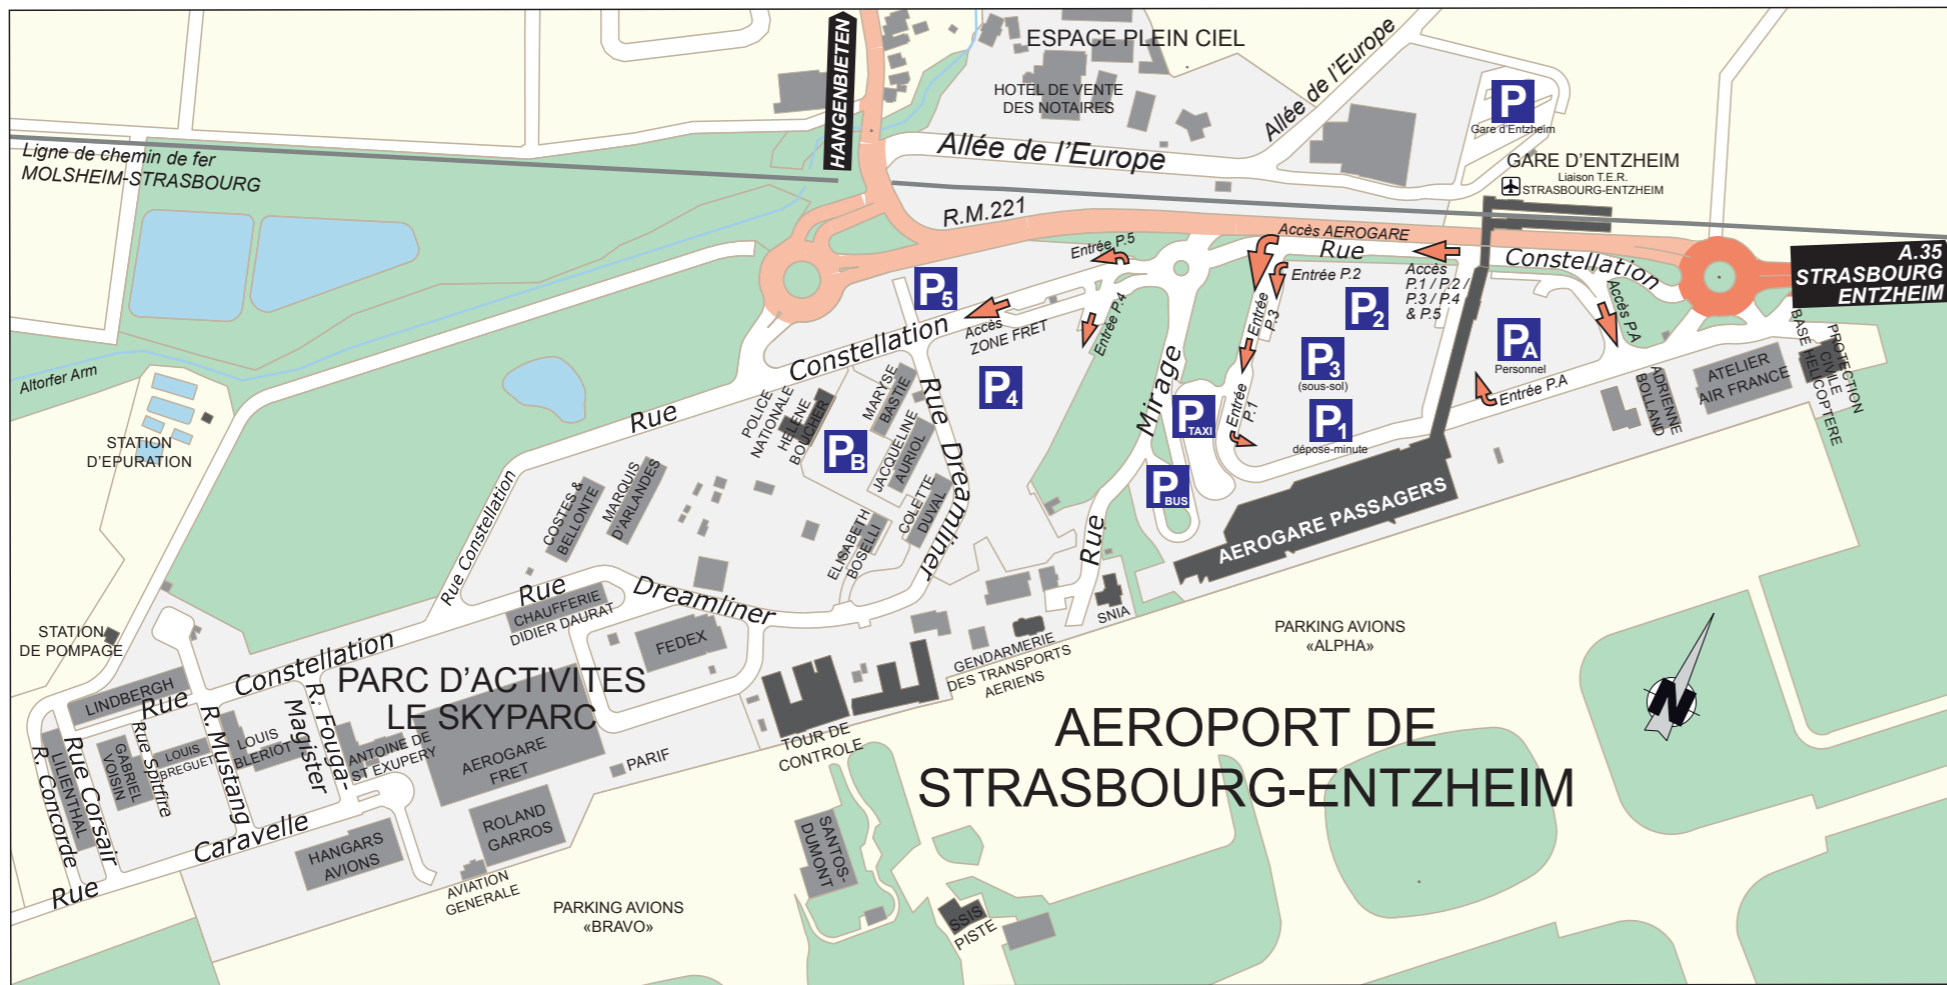 HANGENBIETEN
ESPACE PLEIN CIEL
HOTEL DE VENTE
DES NOTAIRES
Allée de l'Europe
Allée de l'Europe
P
Gare d'Entzheim
GARE D'ENTZHEIM
Liaison T.E.R.
STRASBOURG-ENTZHEIM
Ligne de chemin de fer
MOLSHEIM-STRASBOURG
R.M.221
Accès AEROGARE
Rue
Constellation
A.35
STRASBOURG
ENTZHEIM
Entrée P.5
Entrée P.2
Accès
P.1 / P.2 /
P.3 / P.4
& P.5
Accès P.A
P5
Accès
ZONE FRET
Entrée P.4
Entrée
P.3
P2
P3
(sous-sol)
PA
Personnel
Entrée P.A
BASE HELICOPTERE
PROTECTION
CIVILE
ATELIER
AIR FRANCE
ADRIENNE
BOLLAND
Altorfer Arm
Rue
Constellation
P4
Rue Dreamliner
Rue
Mirage
PTAXI
Entrée
P.1
P1
dépose-minute
PBUS
AEROGARE PASSAGERS
STATION
D'EPURATION
POLICE
NATIONALE
HELENE
BOUCHER
PB
MARYSE
BASTIE
JACQUELINE
AURIOL
COLETTE
DUVAL
ELISABETH
BOSELLI
COSTES &
BELLONTE
MARQUIS
D'ARLANDES
Rue Constellation
Rue
Dreamliner
CHAUFFERIE
DIDIER DAURAT
FEDEX
SNIA
GENDARMERIE
DES TRANSPORTS
AERIENS
PARKING AVIONS
«ALPHA»
STATION
DE POMPAGE
Rue
Constellation
PARC D'ACTIVITES
LE SKYPARC
LINDBERGH
LILIENTHAL
R. Concorde
Rue Corsair
GABRIEL
VOISIN
Rue Spitfire
LOUIS
BREGUET
R. Mustang
LOUIS
BLERIOT
R. Fouga-
Magister
ANTOINE DE
ST EXUPERY
AEROGARE
FRET
PARIF
TOUR DE
CONTROLE
AEROPORT DE
STRASBOURG-ENTZHEIM
N
Rue
Caravelle
HANGARS
AVIONS
ROLAND
GARROS
AVIATION
GENERALE
PARKING AVIONS
«BRAVO»
SANTOS-
DUMONT
SSIS
PISTE